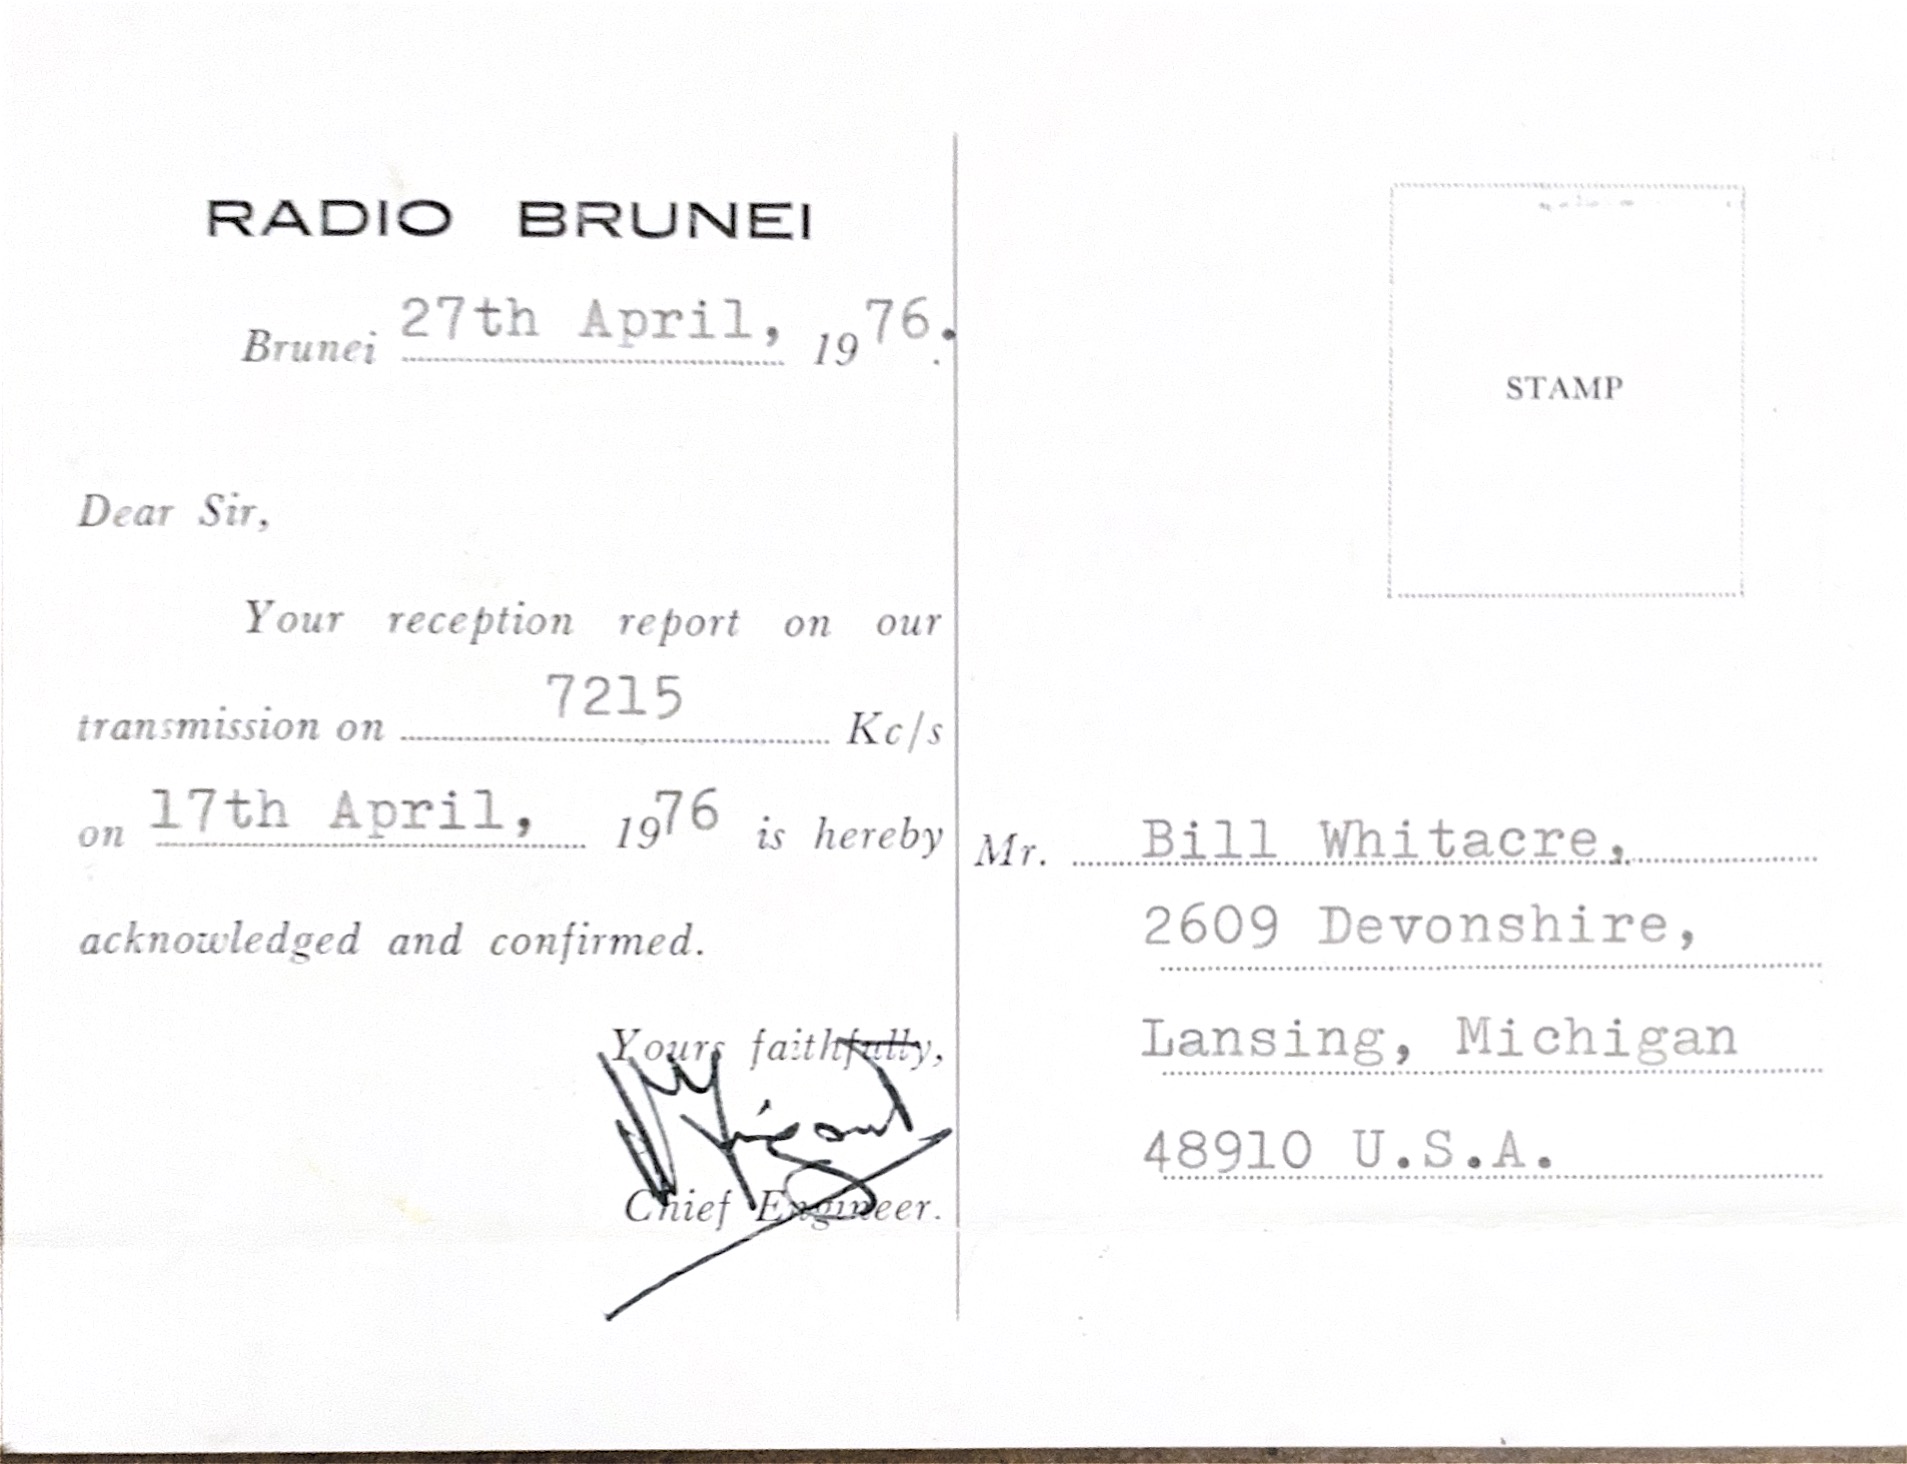 RADIO BRUNEI
Brunei 27th April, 1976.
Dear Sir,
Your reception report on our
transmission on 7215 Kc/s
on 17th April, 1976 is hereby
acknowledged and confirmed.
Yours faithfully,
Chief Engineer.
STAMP
Mr. Bill Whitacre,
2609 Devonshire,
Lansing, Michigan
48910 U.S.A.